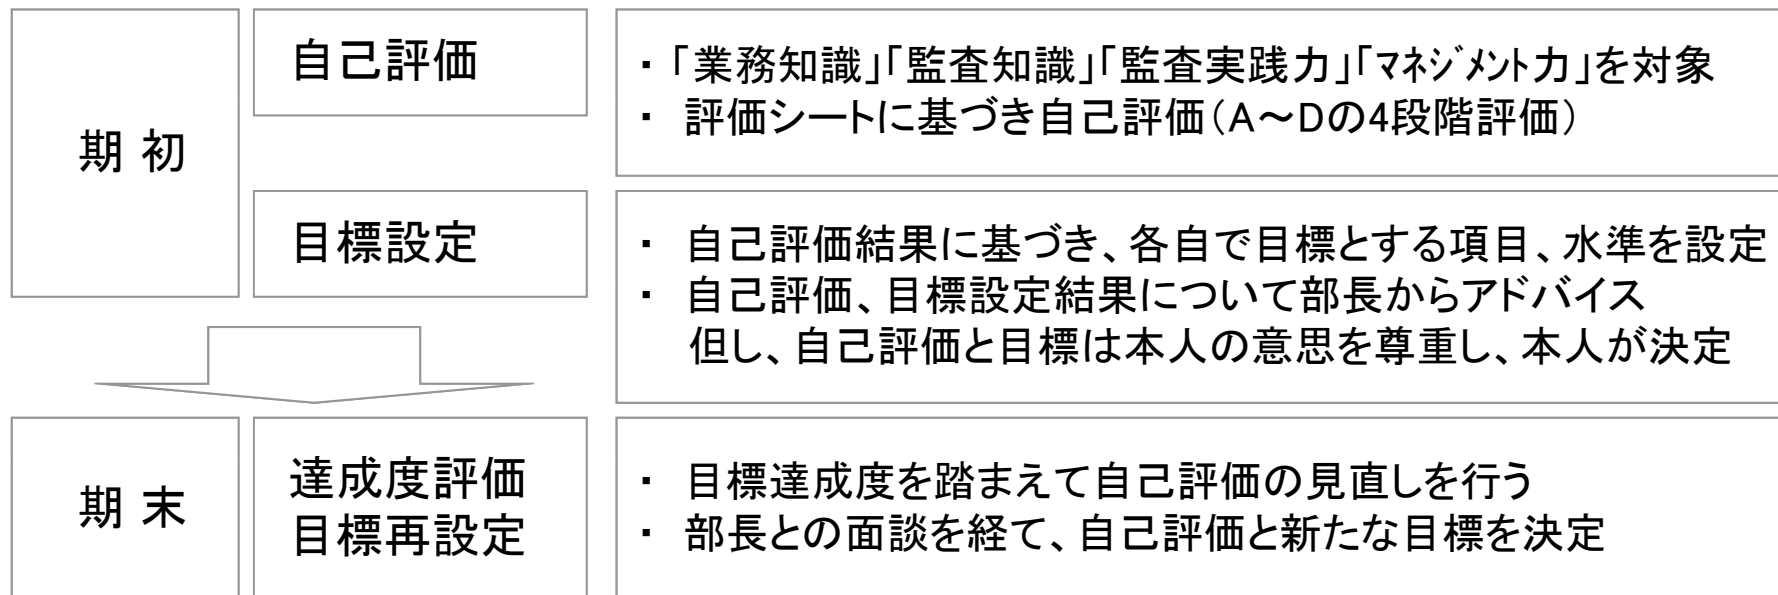 期 初
自己評価
・「業務知識」「監査知識」「監査実践力」「ﾏﾈｼﾞﾒﾝﾄ力」を対象
・ 評価シートに基づき自己評価（A～Dの4段階評価）
目標設定
・ 自己評価結果に基づき、各自で目標とする項目、水準を設定
・ 自己評価、目標設定結果について部長からアドバイス
但し、自己評価と目標は本人の意思を尊重し、本人が決定
期 末
達成度評価
目標再設定
・ 目標達成度を踏まえて自己評価の見直しを行う
・ 部長との面談を経て、自己評価と新たな目標を決定